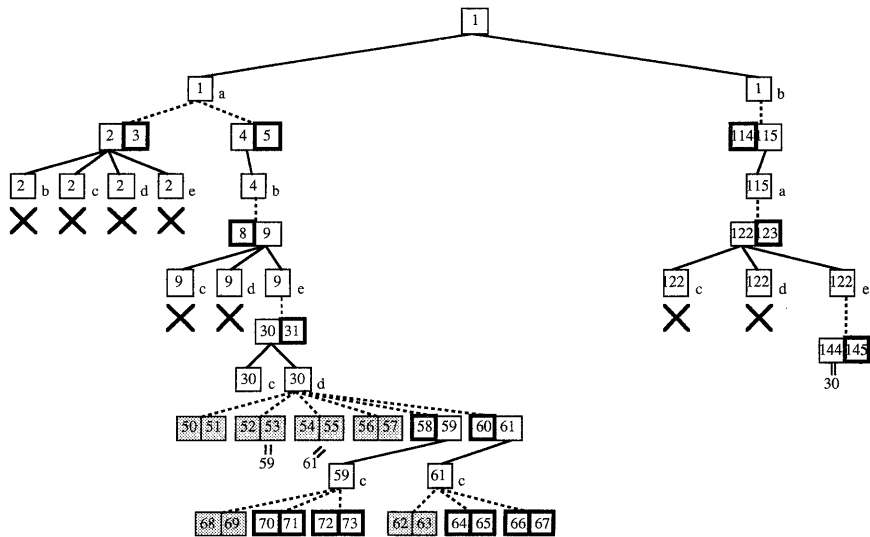 1
1 a 1 b
2 3 4 5 114 115
2 b 2 c 2 d 2 e 4 b 115 a
8 9 122 123
9 c 9 d 9 e 122 c 122 d 122 e
30 31 144 145
30 c 30 d 30
50 51 52 53 54 55 56 57 58 59 60 61
59 61
59 c 61 c
68 69 70 71 72 73 62 63 64 65 66 67